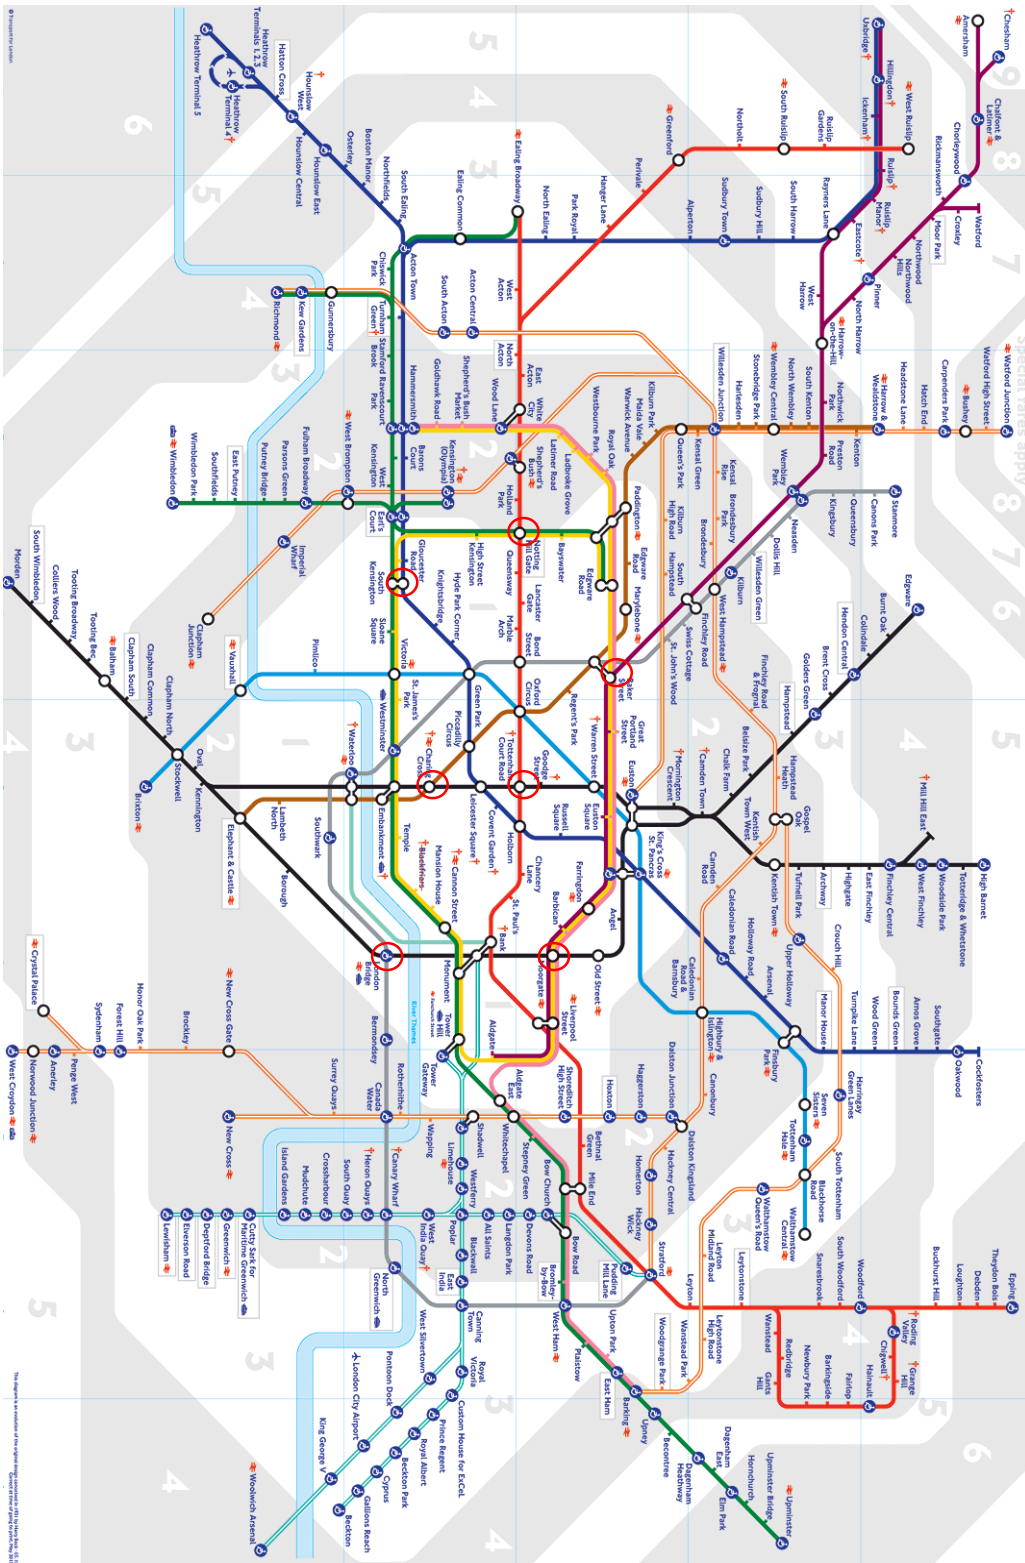 Chesham
Amersham
Chalfont &
Latimer
Chorleywood
Rickmansworth
Watford
Croxley
Moor Park
Northwood
Northwood
Hills
Pinner
North Harrow
Harrow-
on-the-Hill
Uxbridge
Hillingdon
Ickenham
Ruislip
Ruislip
Manor
Eastcote
Rayners Lane
West
Harrow
West Ruislip
Ruislip
Gardens
South Ruislip
Northolt
Greenford
Perivale
Hanger Lane
South Harrow
Sudbury Hill
Sudbury Town
Alperton
Park Royal
North Ealing
Ealing Broadway
Ealing Common
West
Acton
North
Acton
East
Acton
White
City
Shepherd's
Bush
Holland
Park
Notting
Hill Gate
Queensway
Lancaster
Gate
Marble
Arch
Bond
Street
Oxford
Circus
Tottenham
Court Road
Holborn
Chancery
Lane
St. Paul's
Bank
Liverpool
Street
Bethnal
Green
Mile End
Stratford
Leyton
Leytonstone
Wanstead
Redbridge
Gants
Hill
Newbury Park
Barkingside
Fairlop
Hainault
Grange
Hill
Chigwell
Roding
Valley
Snaresbrook
South Woodford
Woodford
Buckhurst Hill
Loughton
Debden
Theydon Bois
Epping
Watford Junction
Watford High Street
Bushey
Carpenders Park
Hatch End
Headstone Lane
Harrow &
Wealdstone
Kenton
Northwick
Park
Preston
Road
South Kenton
North Wembley
Wembley Central
Wembley
Park
Stonebridge Park
Harlesden
Willesden Junction
Kensal Green
Queen's Park
Kilburn Park
Maida Vale
Warwick Avenue
Paddington
Edgware
Road
Marylebone
Baker
Street
Regent's Park
Stanmore
Canons Park
Queensbury
Kingsbury
Neasden
Dollis Hill
Willesden Green
Kilburn
West Hampstead
Finchley Road
Swiss Cottage
St. John's Wood
Kensal
Rise
Brondesbury
Park
Brondesbury
Kilburn
High Road
South
Hampstead
Finchley Road
& Frognal
Hampstead
Heath
Gospel
Oak
Kentish
Town West
Camden
Road
Caledonian
Road &
Barnsbury
Highbury &
Islington
Canonbury
Dalston Junction
Dalston Kingsland
Hackney Central
Homerton
Hackney
Wick
Haggerston
Hoxton
Shoreditch
High Street
Edgware
Burnt Oak
Colindale
Hendon Central
Brent Cross
Golders Green
Hampstead
Belsize Park
Chalk Farm
Camden Town
Mornington
Crescent
Euston
High Barnet
Totteridge & Whetstone
Woodside Park
West Finchley
Mill Hill East
Finchley Central
East Finchley
Highgate
Archway
Tufnell Park
Kentish Town
Upper Holloway
Crouch Hill
Harringay
Green Lanes
South Tottenham
Blackhorse
Road
Walthamstow
Queen's Road
Leyton
Midland Road
Leytonstone
High Road
Wanstead Park
Woodgrange Park
Cockfosters
Oakwood
Southgate
Arnos Grove
Bounds Green
Wood Green
Turnpike Lane
Manor House
Finsbury
Park
Arsenal
Holloway Road
Caledonian Road
King's Cross
St. Pancras
Seven
Sisters
Tottenham
Hale
Walthamstow
Central
Warren Street
Goodge
Street
Great
Portland
Street
Euston
Square
Russell
Square
Farringdon
Barbican
Moorgate
Angel
Old Street
Westbourne Park
Royal Oak
Ladbroke Grove
Latimer Road
Wood Lane
Shepherd's Bush
Market
Goldhawk Road
Hammersmith
Bayswater
Edgware
Road
High Street
Kensington
Kensington
(Olympia)
Acton Central
South Acton
Acton Town
South Ealing
Northfields
Boston Manor
Osterley
Hounslow East
Hounslow Central
Hounslow
West
Hatton Cross
Heathrow
Terminals 1, 2, 3
Heathrow
Terminal 4
Heathrow Terminal 5
Chiswick
Park
Turnham
Green
Stamford
Brook
Ravenscourt
Park
Barons
Court
West
Kensington
Earl's
Court
Gloucester
Road
South
Kensington
Knightsbridge
Hyde Park Corner
Green Park
Piccadilly
Circus
Leicester Square
Covent Garden
Sloane
Square
Victoria
St. James's
Park
Westminster
Charing
Cross
Embankment
Temple
Blackfriars
Mansion House
Cannon Street
Monument
Tower
Hill
Fenchurch Street
Aldgate
Aldgate
East
Whitechapel
Stepney Green
Bow Road
Bow Church
Bromley-
by-Bow
West Ham
Plaistow
Upton Park
East Ham
Barking
Upney
Becontree
Dagenham
Heathway
Dagenham
East
Elm Park
Hornchurch
Upminster Bridge
Upminster
Gunnersbury
Kew Gardens
Richmond
West Brompton
Fulham Broadway
Parsons Green
Putney Bridge
East Putney
Southfields
Wimbledon Park
Wimbledon
Imperial
Wharf
Clapham
Junction
Pimlico
Vauxhall
Stockwell
Brixton
Waterloo
Southwark
Lambeth
North
Elephant & Castle
Borough
London
Bridge
Kennington
Oval
Clapham North
Clapham Common
Clapham South
Balham
Tooting Bec
Tooting Broadway
Colliers Wood
South Wimbledon
Morden
River Thames
Bermondsey
Canada
Water
Rotherhithe
Wapping
Shadwell
Surrey Quays
New Cross Gate
New Cross
Brockley
Honor Oak Park
Forest Hill
Sydenham
Crystal Palace
Penge West
Anerley
Norwood Junction
West Croydon
Tower
Gateway
Limehouse
Westferry
Poplar
All Saints
Langdon Park
Devons Road
Pudding
Mill Lane
Blackwall
East
India
Canning
Town
West
India Quay
Canary Wharf
Heron Quays
South Quay
Crossharbour
Mudchute
Island Gardens
Cutty Sark for
Maritime Greenwich
Greenwich
Deptford Bridge
Elverson Road
Lewisham
North
Greenwich
Royal
Victoria
Custom House for ExCeL
Prince Regent
Royal Albert
Beckton Park
Cyprus
Gallions Reach
Beckton
West Silvertown
Pontoon Dock
London City Airport
King George V
Woolwich Arsenal
Special fares apply
1
2
3
4
5
6
7
8
9
© Transport for London